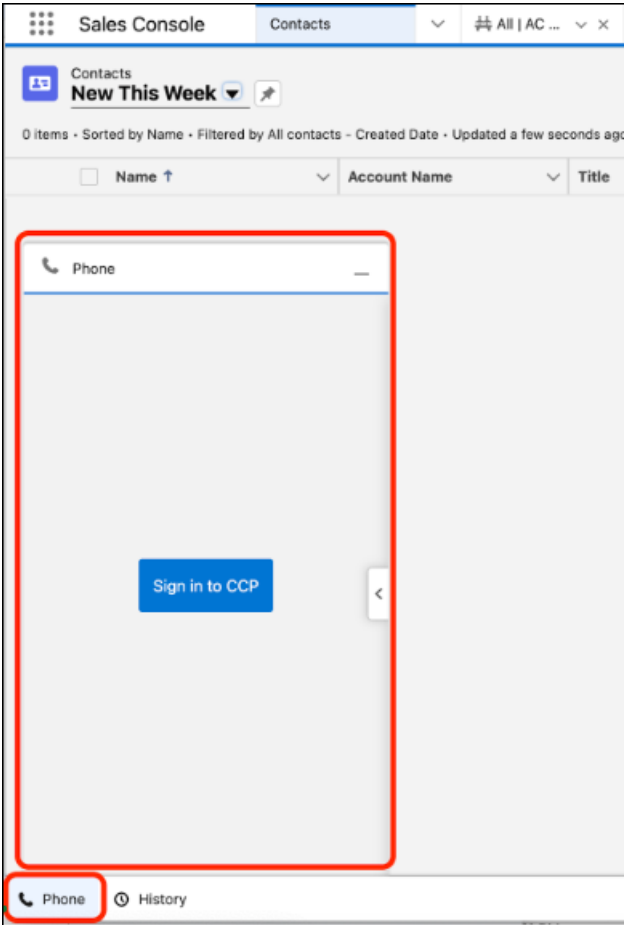 Sales Console Contacts All | AC ...
Contacts
New This Week
0 items • Sorted by Name • Filtered by All contacts - Created Date • Updated a few seconds ago
Name ↑ Account Name Title
Phone
Sign in to CCP
Phone History